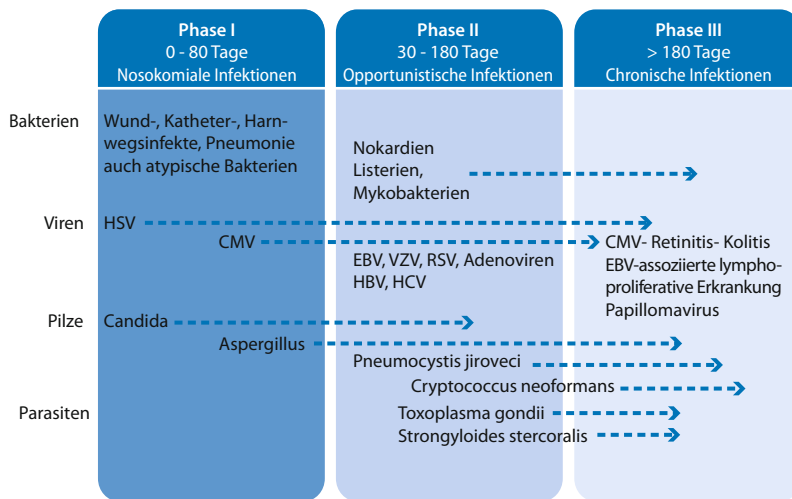 Phase I
0 - 80 Tage
Nosokomiale Infektionen
Phase II
30 - 180 Tage
Opportunistische Infektionen
Phase III
> 180 Tage
Chronische Infektionen
Bakterien
Wund-, Katheter-, Harn-
wegsinfekte, Pneumonie
auch atypische Bakterien
Nokardien
Listerien,
Mykobakterien
Viren
HSV
CMV
EBV, VZV, RSV, Adenoviren
HBV, HCV
CMV- Retinitis- Kolitis
EBV-assoziierte lympho-
proliferative Erkrankung
Papillomavirus
Pilze
Candida
Aspergillus
Pneumocystis jiroveci
Cryptococcus neoformans
Parasiten
Toxoplasma gondii
Strongyloides stercoralis